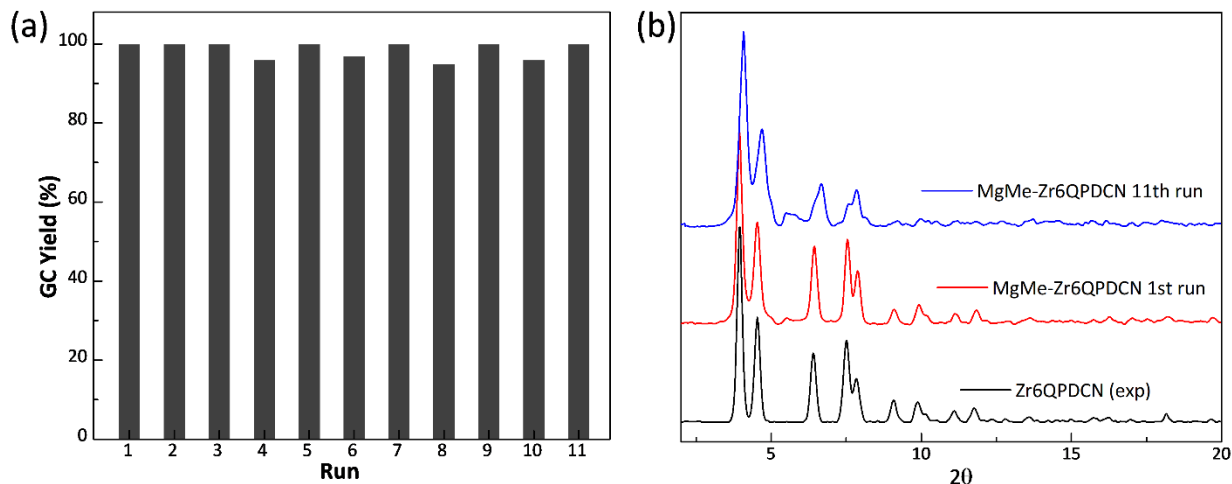 (a)
GC Yield (%)
100
80
60
40
20
0
1 2 3 4 5 6 7 8 9 10 11
Run
(b)
MgMe-Zr6QPDCN 11th run
MgMe-Zr6QPDCN 1st run
Zr6QPDCN (exp)
5 10 15 20
2θ